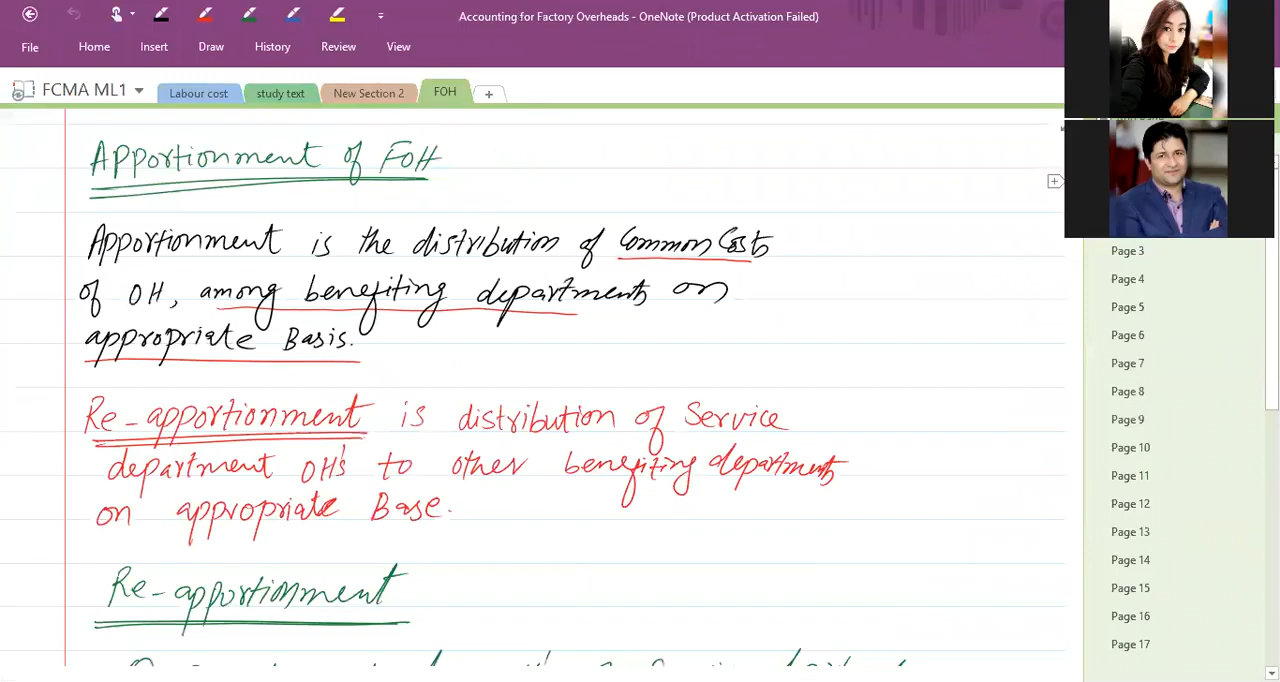 Accounting for Factory Overheads - OneNote (Product Activation Failed)
File Home Insert Draw History Review View
FCMA ML1 Labour cost study text New Section 2 FOH
Apportionment of FOH
Apportionment is the distribution of Common Costs
of OH, among benefiting departments on
appropriate Basis.
Re-apportionment is distribution of Service
department OH's to other benefiting departments
on appropriate Base.
Re-apportionment
Page 3
Page 4
Page 5
Page 6
Page 7
Page 8
Page 9
Page 10
Page 11
Page 12
Page 13
Page 14
Page 15
Page 16
Page 17